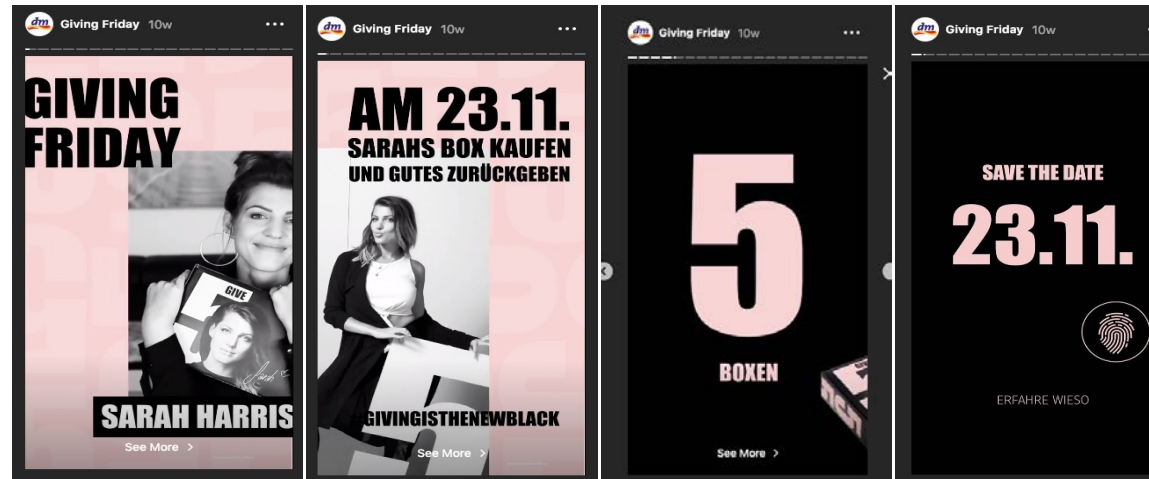 dm
Giving Friday 10w
GIVING
FRIDAY
GIVE
SARAH HARRIS
See More >
dm
Giving Friday 10w
AM 23.11.
SARAHS BOX KAUFEN
UND GUTES ZURÜCKGEBEN
#GIVINGISTHENEWBLACK
See More >
dm
Giving Friday 10w
5
BOXEN
See More >
dm
Giving Friday 10w
SAVE THE DATE
23.11.
ERFAHRE WIESO